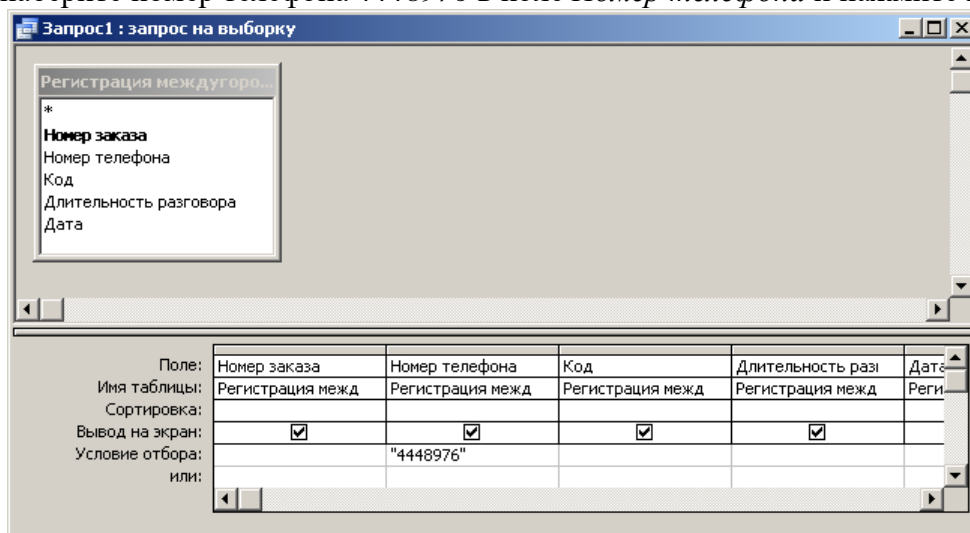 Запрос1 : запрос на выборку
Регистрация междугоро...
*
Номер заказа
Номер телефона
Код
Длительность разговора
Дата
Поле: Номер заказа Номер телефона Код Длительность разг Дата
Имя таблицы: Регистрация межд Регистрация межд Регистрация межд Регистрация межд Реги
Сортировка:
Вывод на экран:
Условие отбора: "4448976"
или: